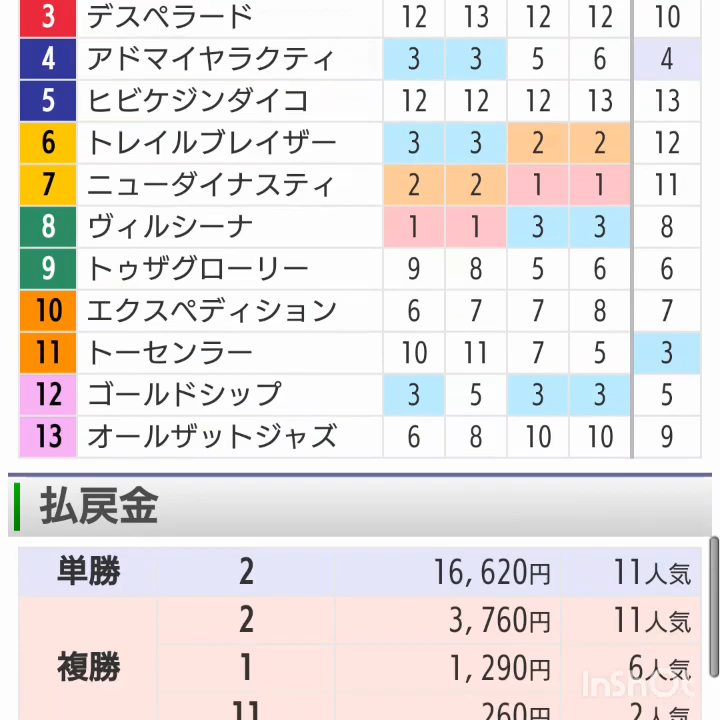 3 デスペラード 12 13 12 12 10
4 アドマイヤラクティ 3 3 5 6 4
5 ヒビケジンダイコ 12 12 12 13 13
6 トレイルブレイザー 3 3 2 2 12
7 ニューダイナスティ 2 2 1 1 11
8 ヴィルシーナ 1 1 3 3 8
9 トゥザグローリー 9 8 5 6 6
10 エクスペディション 6 7 7 8 7
11 トーセンラー 10 11 7 5 3
12 ゴールドシップ 3 5 3 3 5
13 オールザットジャズ 6 8 10 10 9
払戻金
単勝 2 16,620円 11人気
2 3,760円 11人気
複勝 1 1,290円 6人気
11 260円 2人気
InShOt